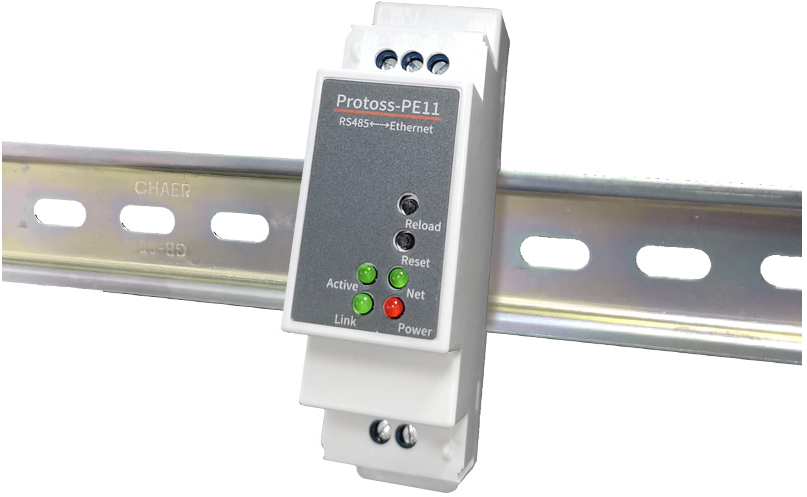 Protoss-PE11
RS485←→Ethernet
CHAER
Reload
Reset
Active
Net
Link
Power